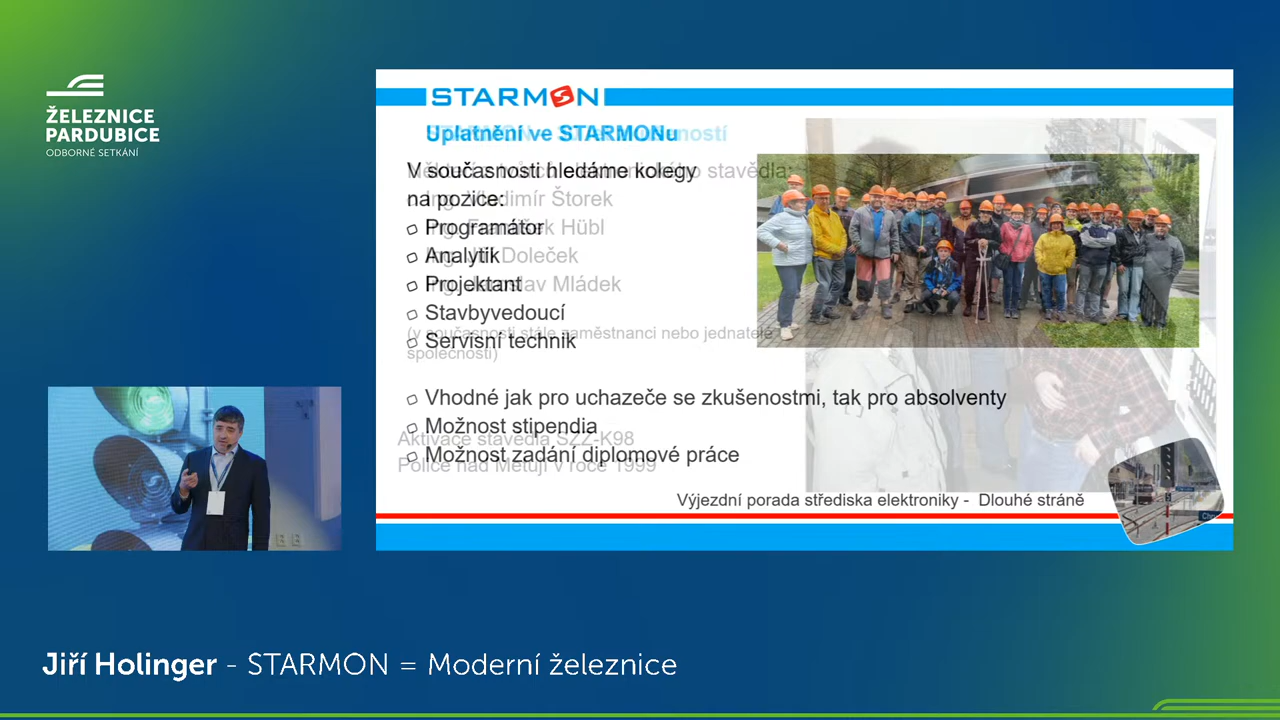 ŽELEZNICE
PARDUBICE
ODBORNÉ SETKÁNÍ
STARMON
Uplatnění ve STARMONu
V současnosti hledáme kolegy
na pozice:
Programátor
Analytik
Projektant
Stavbyvedoucí
Servisní technik
Vhodné jak pro uchazeče se zkušenostmi, tak pro absolventy
Možnost stipendia
Možnost zadání diplomové práce
Štorek
Hübl
Doleček
Mládek
(v současnosti stále zaměstnanci nebo jednatelé
společnosti)
Aktivace stavědla SZZ-K98
Police nad Metují v roce 1999
Výjezdní porada střediska elektroniky - Dlouhé stráně
Jiří Holinger - STARMON = Moderní železnice